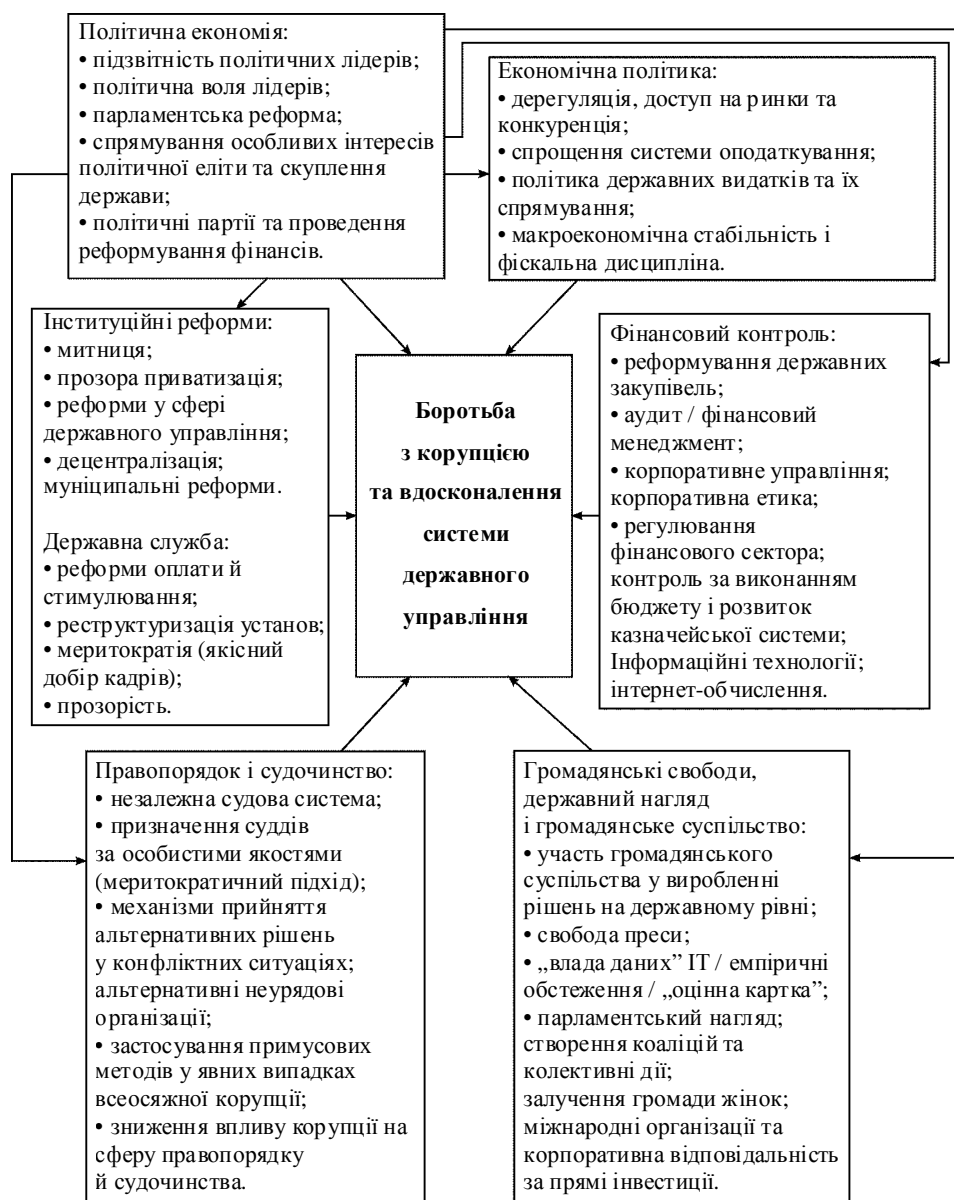 Політична економія:
• підзвітність політичних лідерів;
• політична воля лідерів;
• парламентська реформа;
• спрямування особливих інтересів
політичної еліти та скуплення
держави;
• політичні партії та проведення
реформування фінансів.
Економічна політика:
• дерегуляція, доступ на ринки та
конкуренція;
• спрощення системи оподаткування;
• політика державних видатків та їх
спрямування;
• макроекономічна стабільність і
фіскальна дисципліна.
Інституційні реформи:
• митниця;
• прозора приватизація;
• реформи у сфері
державного управління;
• децентралізація;
муніципальні реформи.
Державна служба:
• реформи оплати й
стимулювання;
• реструктуризація установ;
• меритократія (якісний
добір кадрів);
• прозорість.
Боротьба
з корупцією
та вдосконалення
системи
державного
управління
Фінансовий контроль:
• реформування державних
закупівель;
• аудит / фінансовий
менеджмент;
• корпоративне управління;
корпоративна етика;
• регулювання
фінансового сектора;
контроль за виконанням
бюджету і розвиток
казначейської системи;
Інформаційні технології;
інтернет-обчислення.
Правопорядок і судочинство:
• незалежна судова система;
• призначення суддів
за особистими якостями
(меритократичний підхід);
• механізми прийняття
альтернативних рішень
у конфліктних ситуаціях;
альтернативні неурядові
організації;
• застосування примусових
методів у явних випадках
всеосяжної корупції;
• зниження впливу корупції на
сферу правопорядку
й судочинства.
Громадянські свободи,
державний нагляд
і громадянське суспільство:
• участь громадянського
суспільства у виробленні
рішень на державному рівні;
• свобода преси;
• „влада даних” ІТ / емпіричні
обстеження / „оцінна картка”;
• парламентський нагляд;
створення коаліцій та
колективні дії;
залучення громади жінок;
міжнародні організації та
корпоративна відповідальність
за прямі інвестиції.